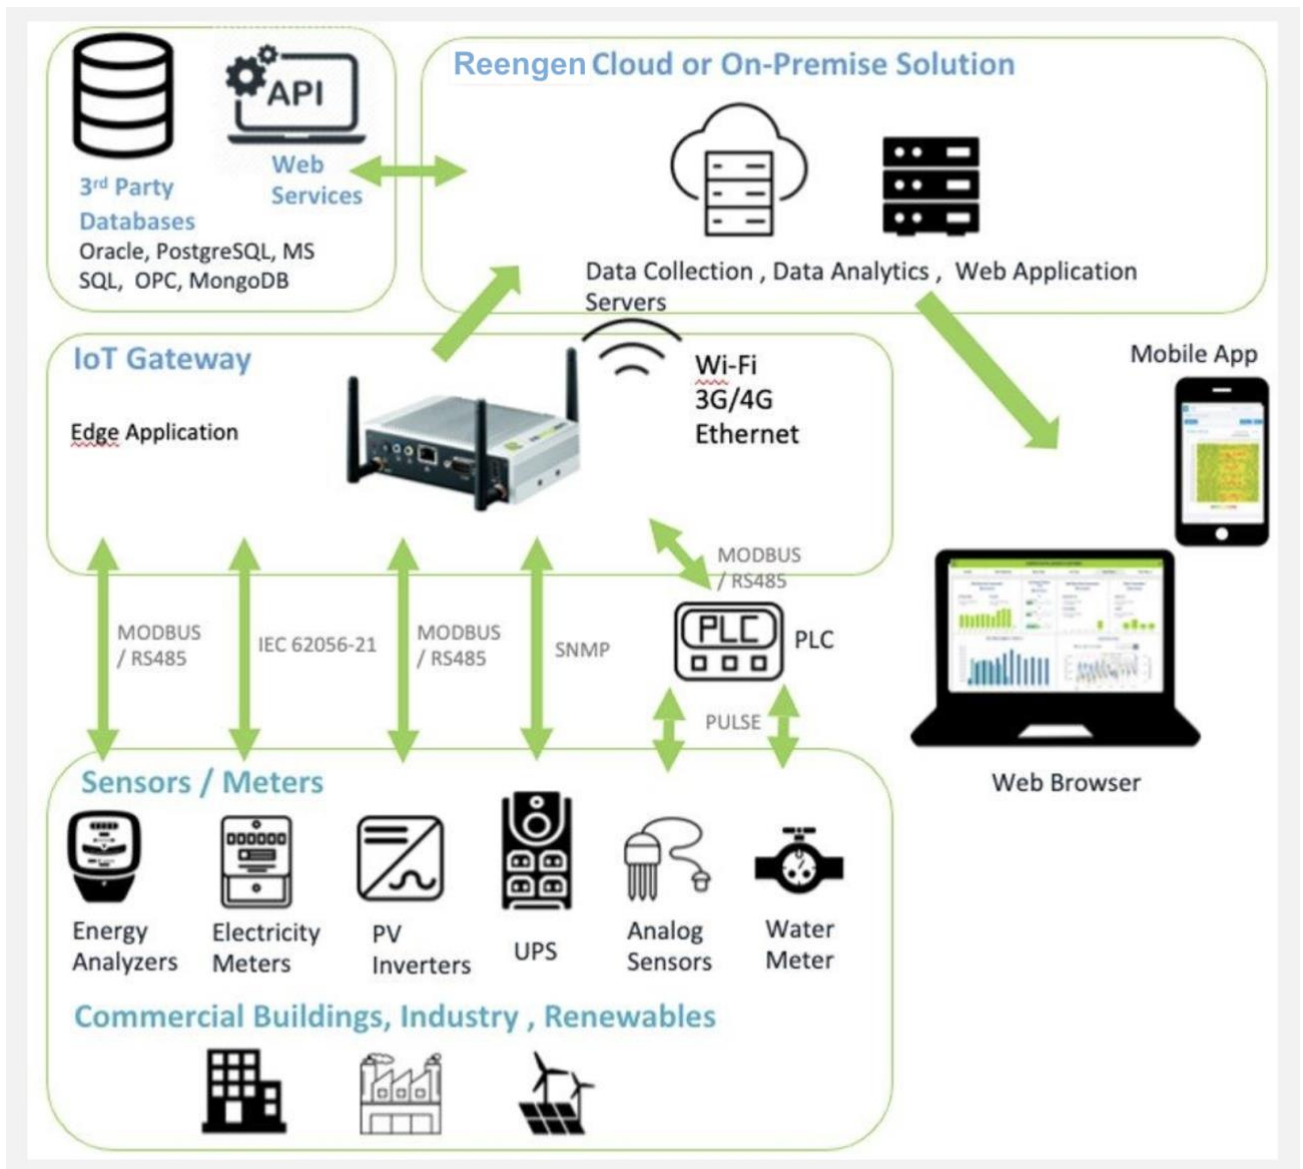 API
Web
Services
3rd Party
Databases
Oracle, PostgreSQL, MS
SQL, OPC, MongoDB
Reengen Cloud or On-Premise Solution
Data Collection , Data Analytics , Web Application
Servers
IoT Gateway
Edge Application
Wi-Fi
3G/4G
Ethernet
Mobile App
MODBUS
/ RS485
IEC 62056-21
MODBUS
/ RS485
SNMP
MODBUS
/ RS485
PLC
PLC
PULSE
Web Browser
Sensors / Meters
Energy
Analyzers
Electricity
Meters
PV
Inverters
UPS
Analog
Sensors
Water
Meter
Commercial Buildings, Industry , Renewables